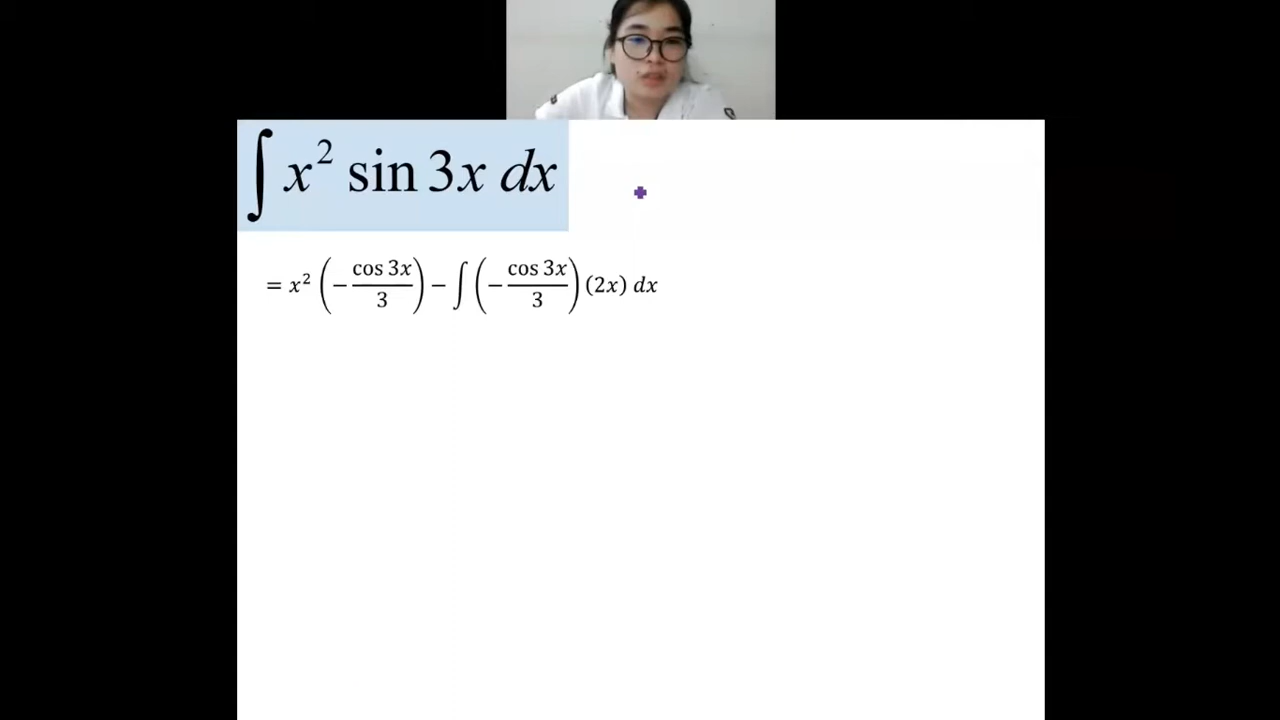 ∫ x² sin 3x dx
= x² (− cos 3x / 3) − ∫ (− cos 3x / 3) (2x) dx